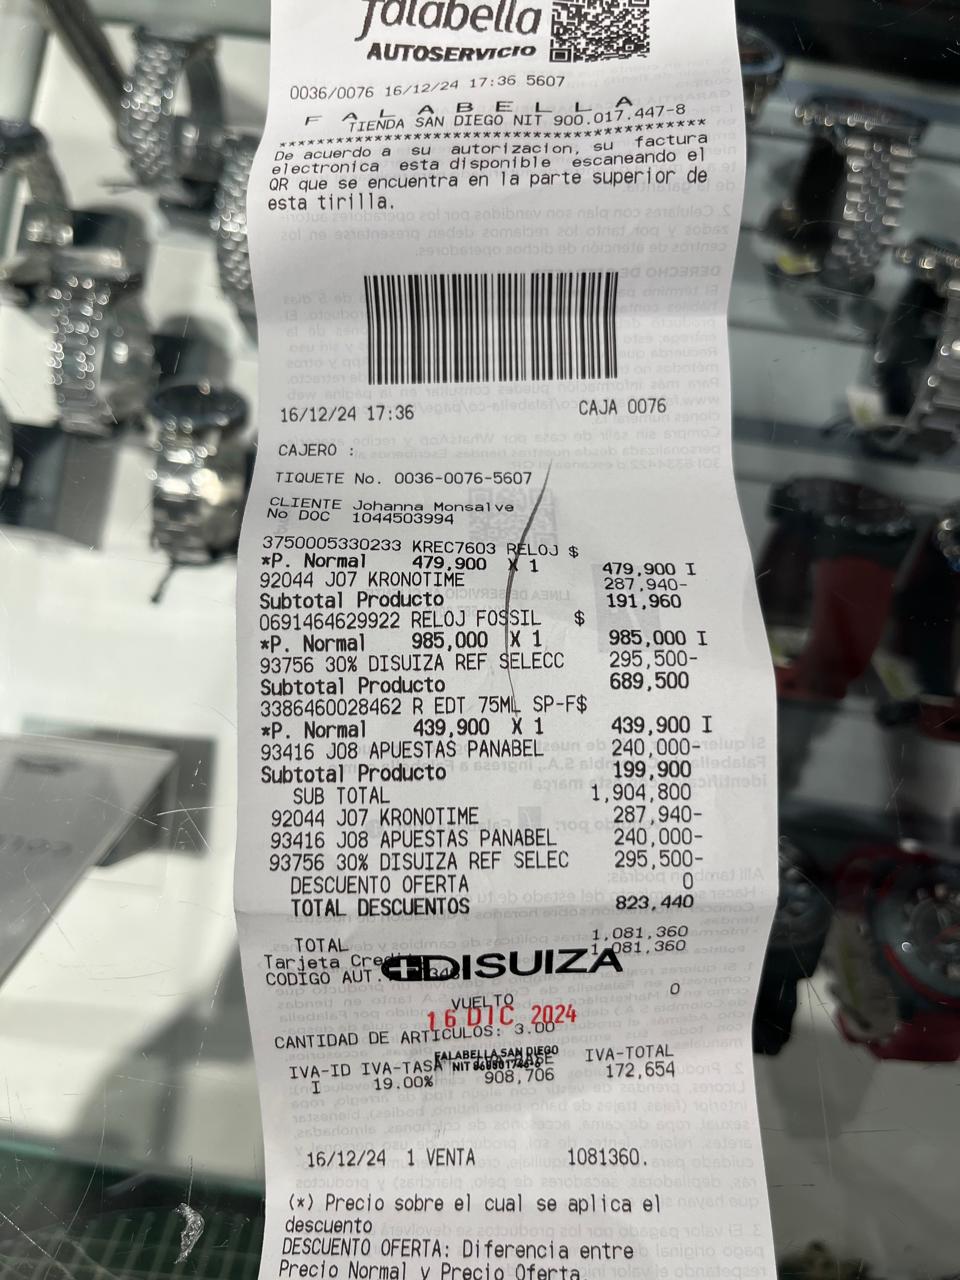 falabella
AUTOSERVICIO
0036/0076 16/12/24 17:36 5607
F A L A B E L L A
TIENDA SAN DIEGO NIT 900.017.447-8
************************************************
De acuerdo a su autorizacion, su factura
electronica esta disponible escaneando el
QR que se encuentra en la parte superior de
esta tirilla.
16/12/24 17:36 CAJA 0076
CAJERO :
TIQUETE No. 0036-0076-5607
CLIENTE Johanna Monsalve
No DOC 1044503994
3750005330233 KREC7603 RELOJ $
*P. Normal 479,900 X 1 479,900 I
92044 J07 KRONOTIME 287,940-
Subtotal Producto 191,960
0691464629922 RELOJ FOSSIL $
*P. Normal 985,000 X 1 985,000 I
93756 30% DISUIZA REF SELECC 295,500-
Subtotal Producto 689,500
3386460028462 R EDT 75ML SP-F$
*P. Normal 439,900 X 1 439,900 I
93416 J08 APUESTAS PANABEL 240,000-
Subtotal Producto 199,900
SUB TOTAL 1,904,800
92044 J07 KRONOTIME 287,940-
93416 J08 APUESTAS PANABEL 240,000-
93756 30% DISUIZA REF SELEC 295,500-
DESCUENTO OFERTA 0
TOTAL DESCUENTOS 823,440
TOTAL 1,081,360
Tarjeta 1,081,360
CODIGO AUT.
DISUIZA
VUELTO 0
16 DIC 2024
CANTIDAD DE ARTICULOS: 3.00
FALABELLA SAN DIEGO
NIT
IVA-ID IVA-TASA IVA-TOTAL
I 19.00% 908,706 172,654
16/12/24 1 VENTA 1081360.
(*) Precio sobre el cual se aplica el
descuento
DESCUENTO OFERTA: Diferencia entre
Precio Normal y Precio Oferta.